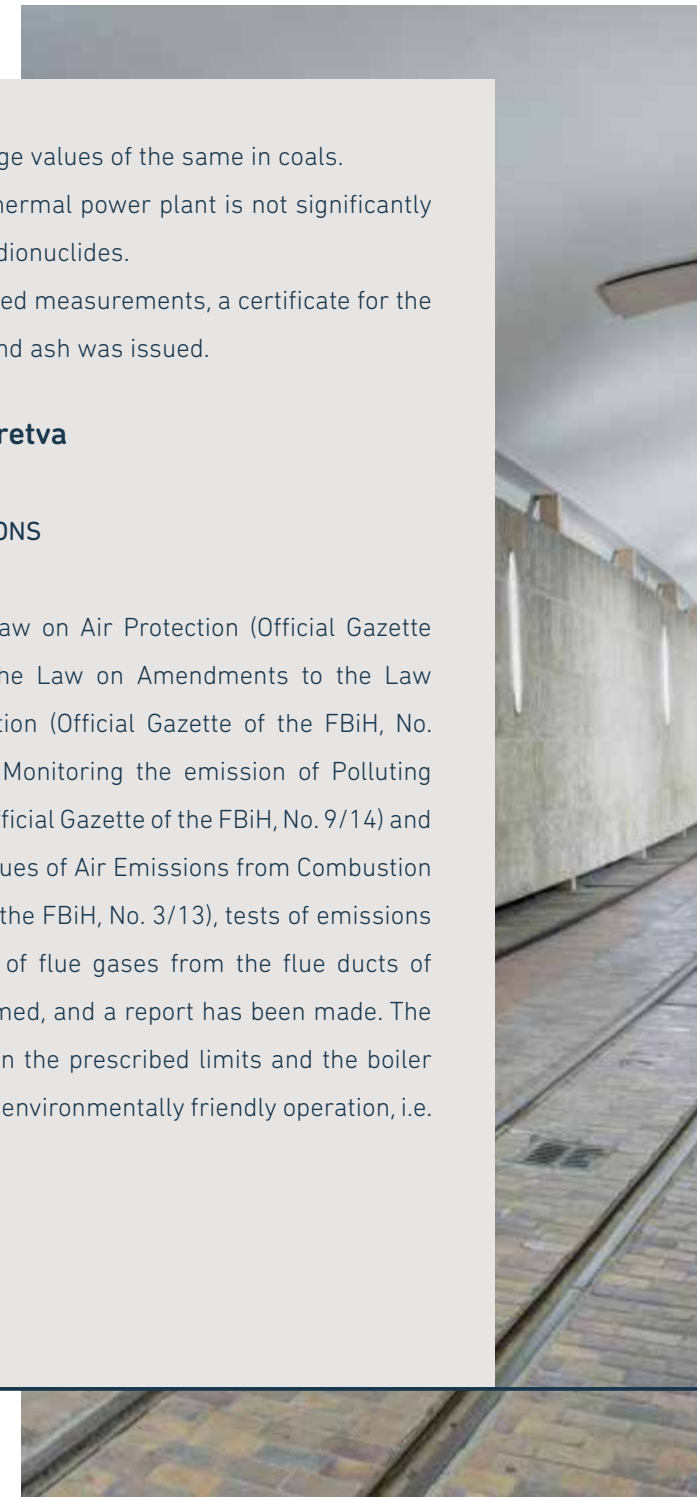 ge values of the same in coals.
hermal power plant is not significantly
dionuclides.
ed measurements, a certificate for the
nd ash was issued.
retva
ONS
aw on Air Protection (Official Gazette
he Law on Amendments to the Law
tion (Official Gazette of the FBiH, No.
Monitoring the emission of Polluting
fficial Gazette of the FBiH, No. 9/14) and
ues of Air Emissions from Combustion
the FBiH, No. 3/13), tests of emissions
of flue gases from the flue ducts of
med, and a report has been made. The
n the prescribed limits and the boiler
environmentally friendly operation, i.e.